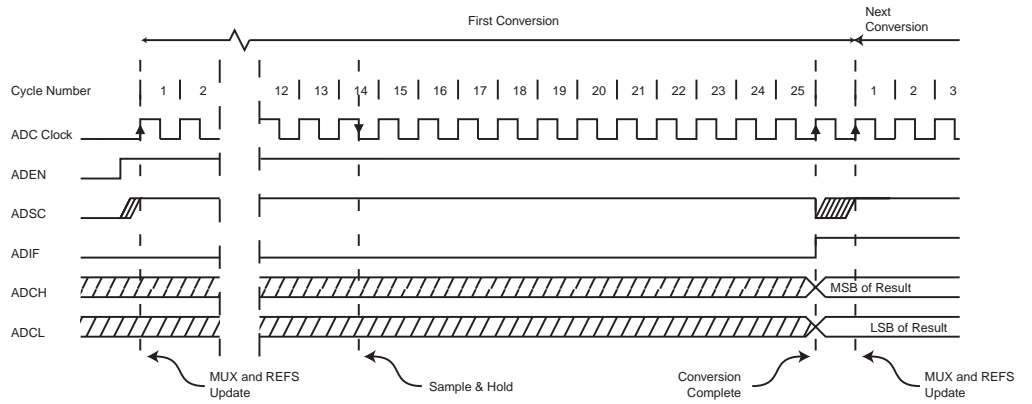 First Conversion
Next
Conversion
Cycle Number 1 2 12 13 14 15 16 17 18 19 20 21 22 23 24 25 1 2 3
ADC Clock
ADEN
ADSC
ADIF
ADCH MSB of Result
ADCL LSB of Result
MUX and REFS
Update
Sample & Hold
Conversion
Complete
MUX and REFS
Update